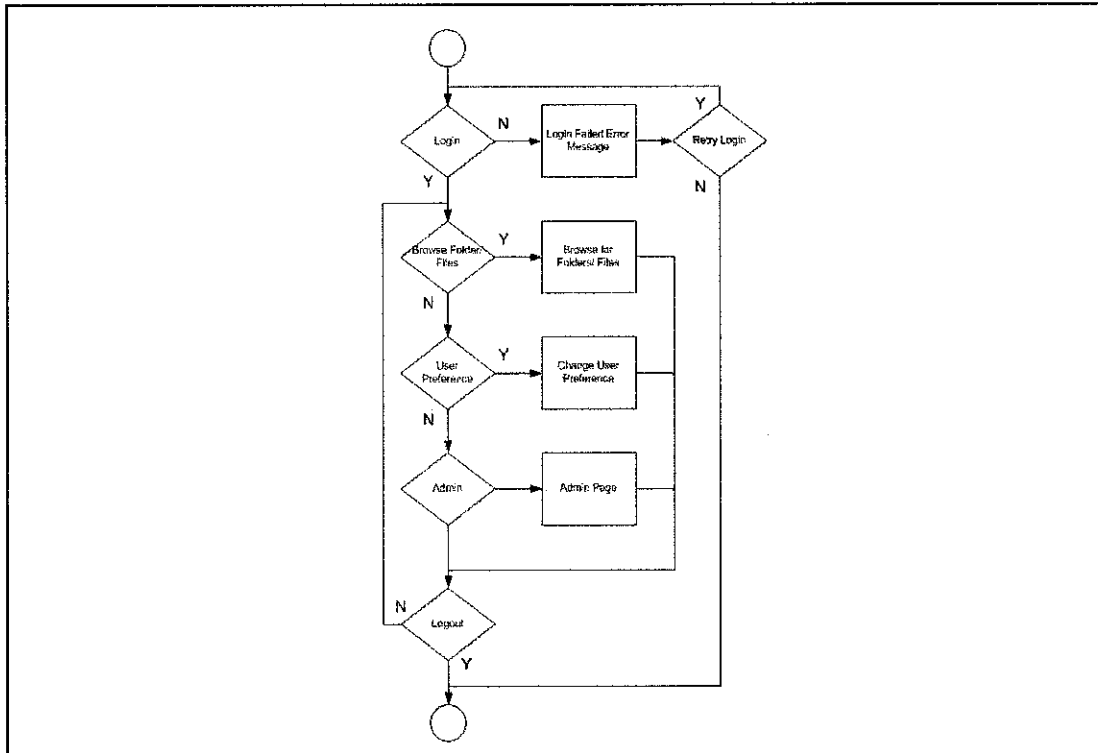 Y
Login
N
Login Failed Error
Message
Retry Login
Y
N
Browse Folder/
Files
Y
Browse for
Folders/ Files
N
User
Preference
Y
Change User
Preference
N
Admin
Admin Page
N
Logout
Y